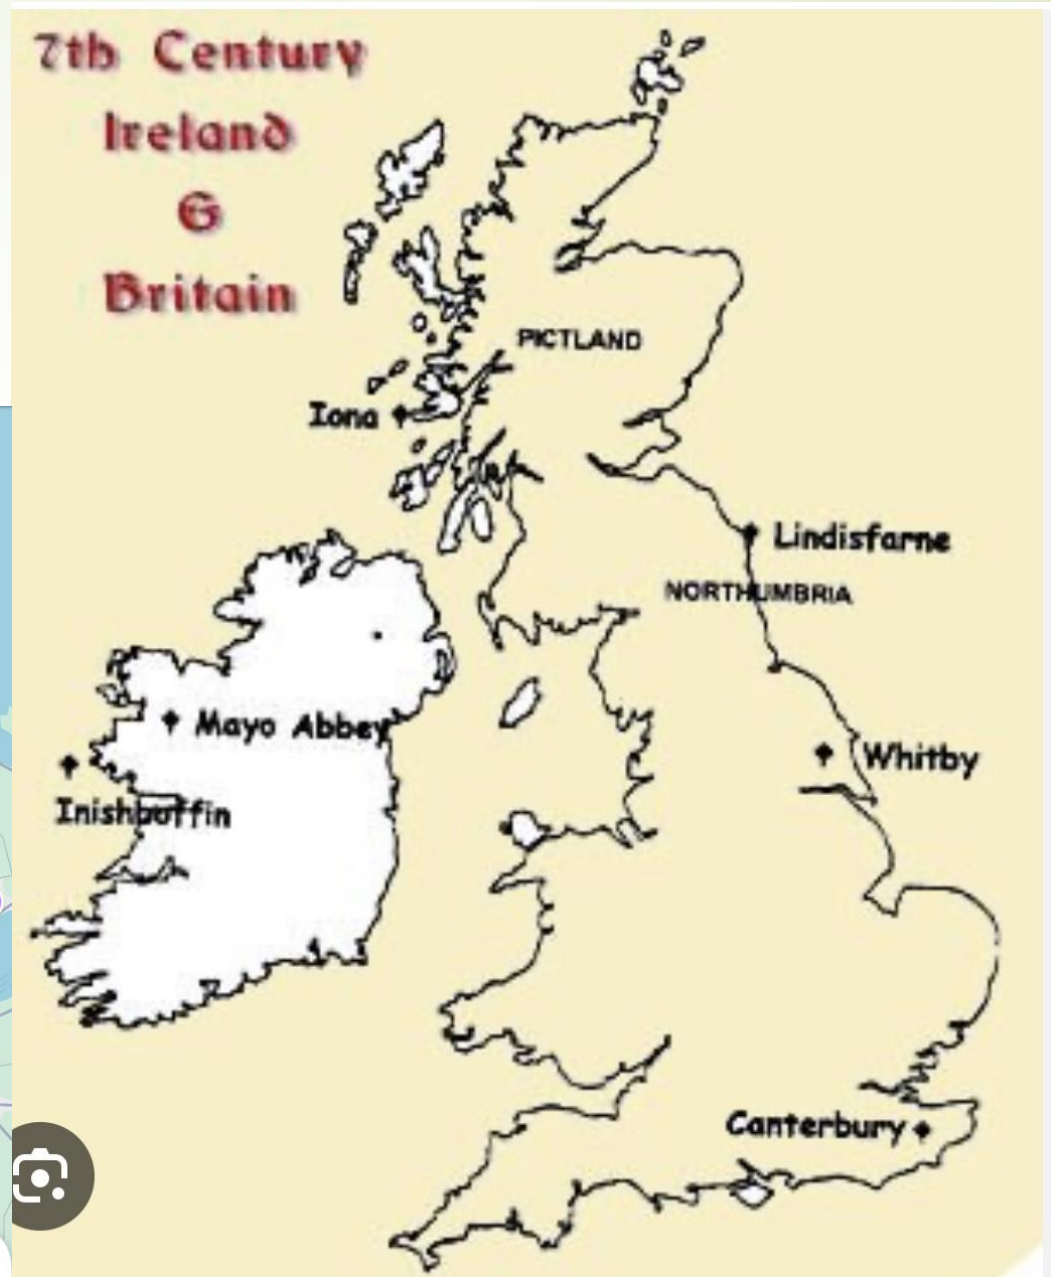 7th Century
Ireland
&
Britain
PICTLAND
Iona
Lindisfarne
NORTHUMBRIA
Mayo Abbey
Whitby
Inishboffin
Canterbury